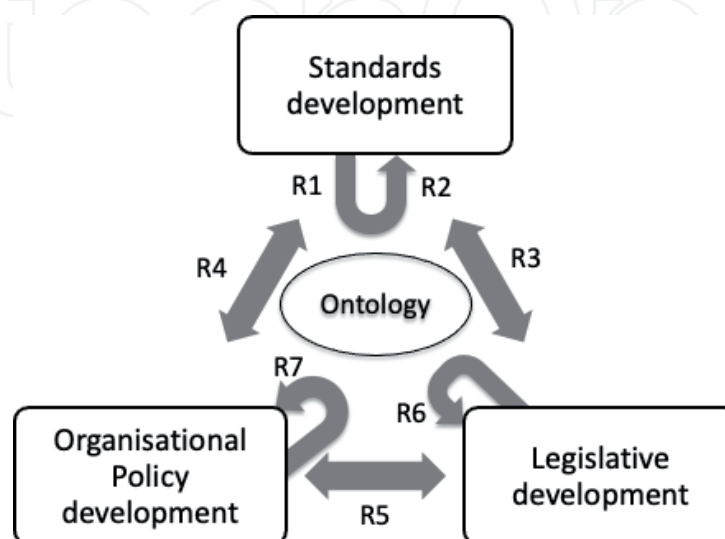 Standards
development
R1
R2
R4
R3
Ontology
R7
R6
Organisational
Policy
development
Legislative
development
R5